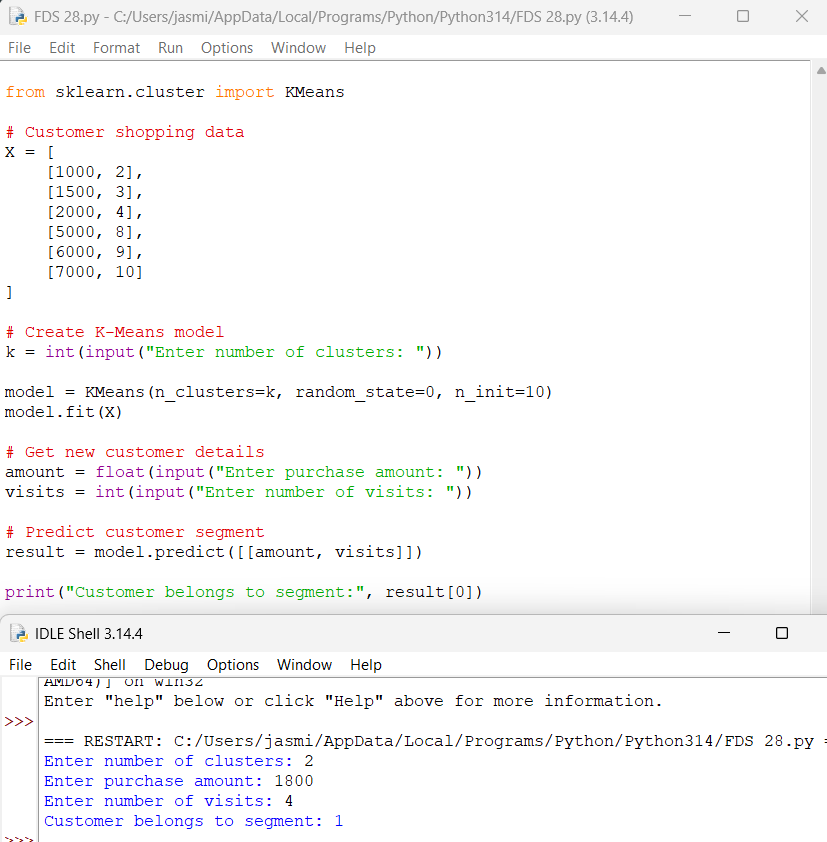 FDS 28.py - C:/Users/jasmi/AppData/Local/Programs/Python/Python314/FDS 28.py (3.14.4)
File Edit Format Run Options Window Help
from sklearn.cluster import KMeans
# Customer shopping data
X = [
    [1000, 2],
    [1500, 3],
    [2000, 4],
    [5000, 8],
    [6000, 9],
    [7000, 10]
]
# Create K-Means model
k = int(input("Enter number of clusters: "))
model = KMeans(n_clusters=k, random_state=0, n_init=10)
model.fit(X)
# Get new customer details
amount = float(input("Enter purchase amount: "))
visits = int(input("Enter number of visits: "))
# Predict customer segment
result = model.predict([[amount, visits]])
print("Customer belongs to segment:", result[0])
IDLE Shell 3.14.4
File Edit Shell Debug Options Window Help
AMD64)] on win32
Enter "help" below or click "Help" above for more information.
>>>
=== RESTART: C:/Users/jasmi/AppData/Local/Programs/Python/Python314/FDS 28.py =
Enter number of clusters: 2
Enter purchase amount: 1800
Enter number of visits: 4
Customer belongs to segment: 1
>>>